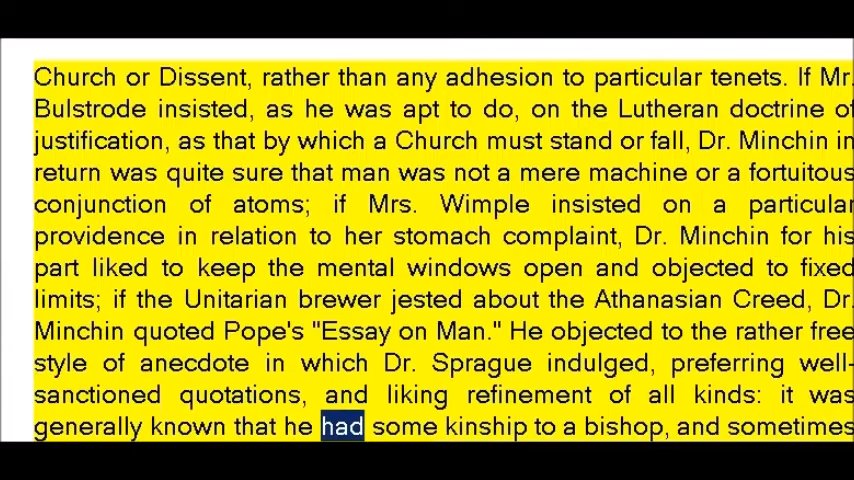 Church or Dissent, rather than any adhesion to particular tenets. If Mr.
Bulstrode insisted, as he was apt to do, on the Lutheran doctrine of
justification, as that by which a Church must stand or fall, Dr. Minchin in
return was quite sure that man was not a mere machine or a fortuitous
conjunction of atoms; if Mrs. Wimple insisted on a particular
providence in relation to her stomach complaint, Dr. Minchin for his
part liked to keep the mental windows open and objected to fixed
limits; if the Unitarian brewer jested about the Athanasian Creed, Dr.
Minchin quoted Pope's "Essay on Man." He objected to the rather free
style of anecdote in which Dr. Sprague indulged, preferring well-
sanctioned quotations, and liking refinement of all kinds: it was
generally known that he had some kinship to a bishop, and sometimes